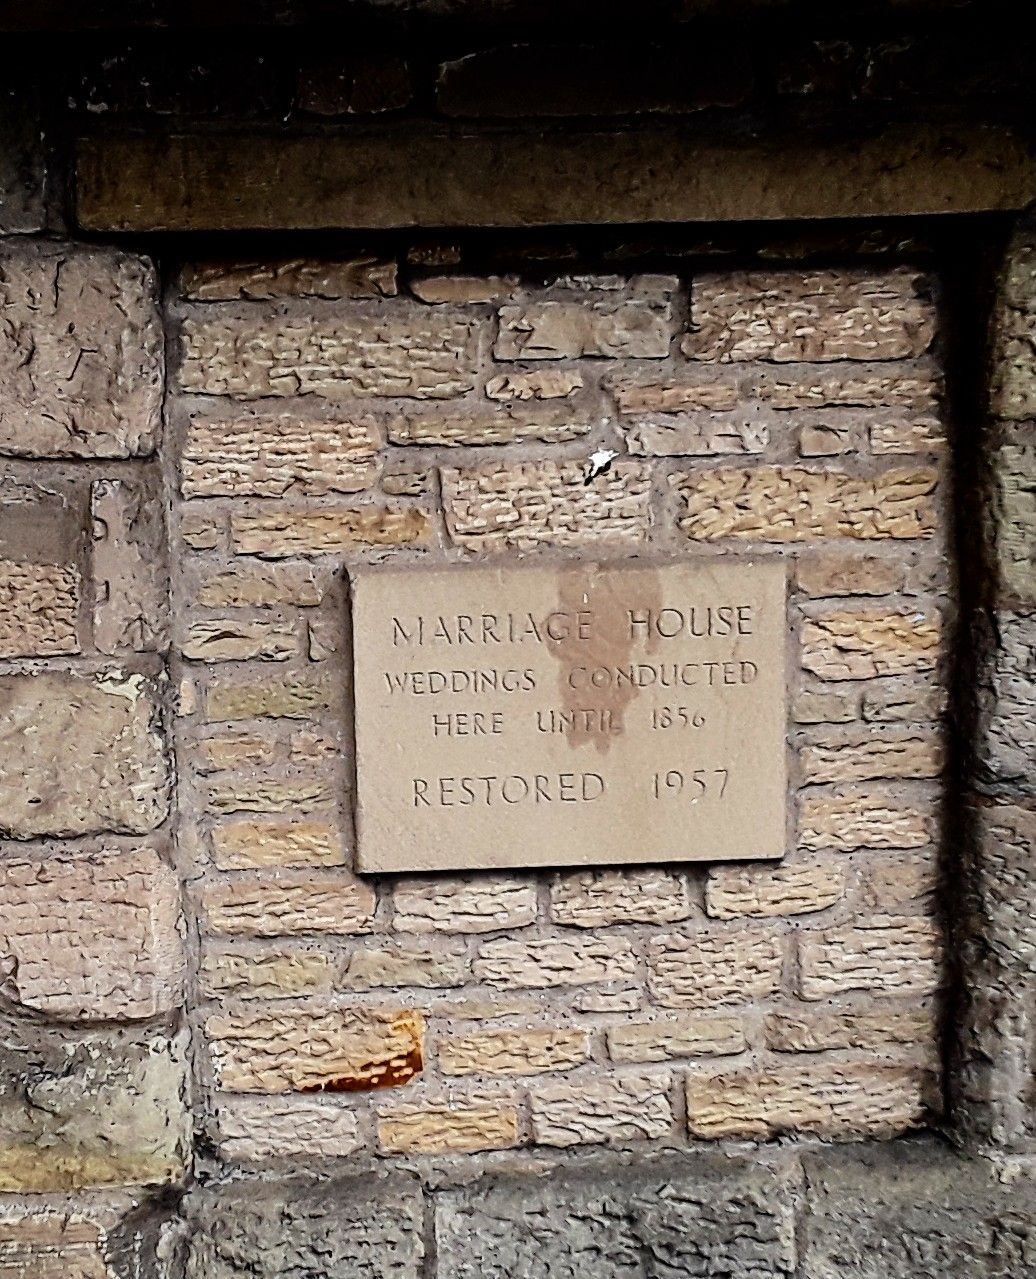 MARRIAGE HOUSE
WEDDINGS CONDUCTED
HERE UNTIL 1856
RESTORED 1957